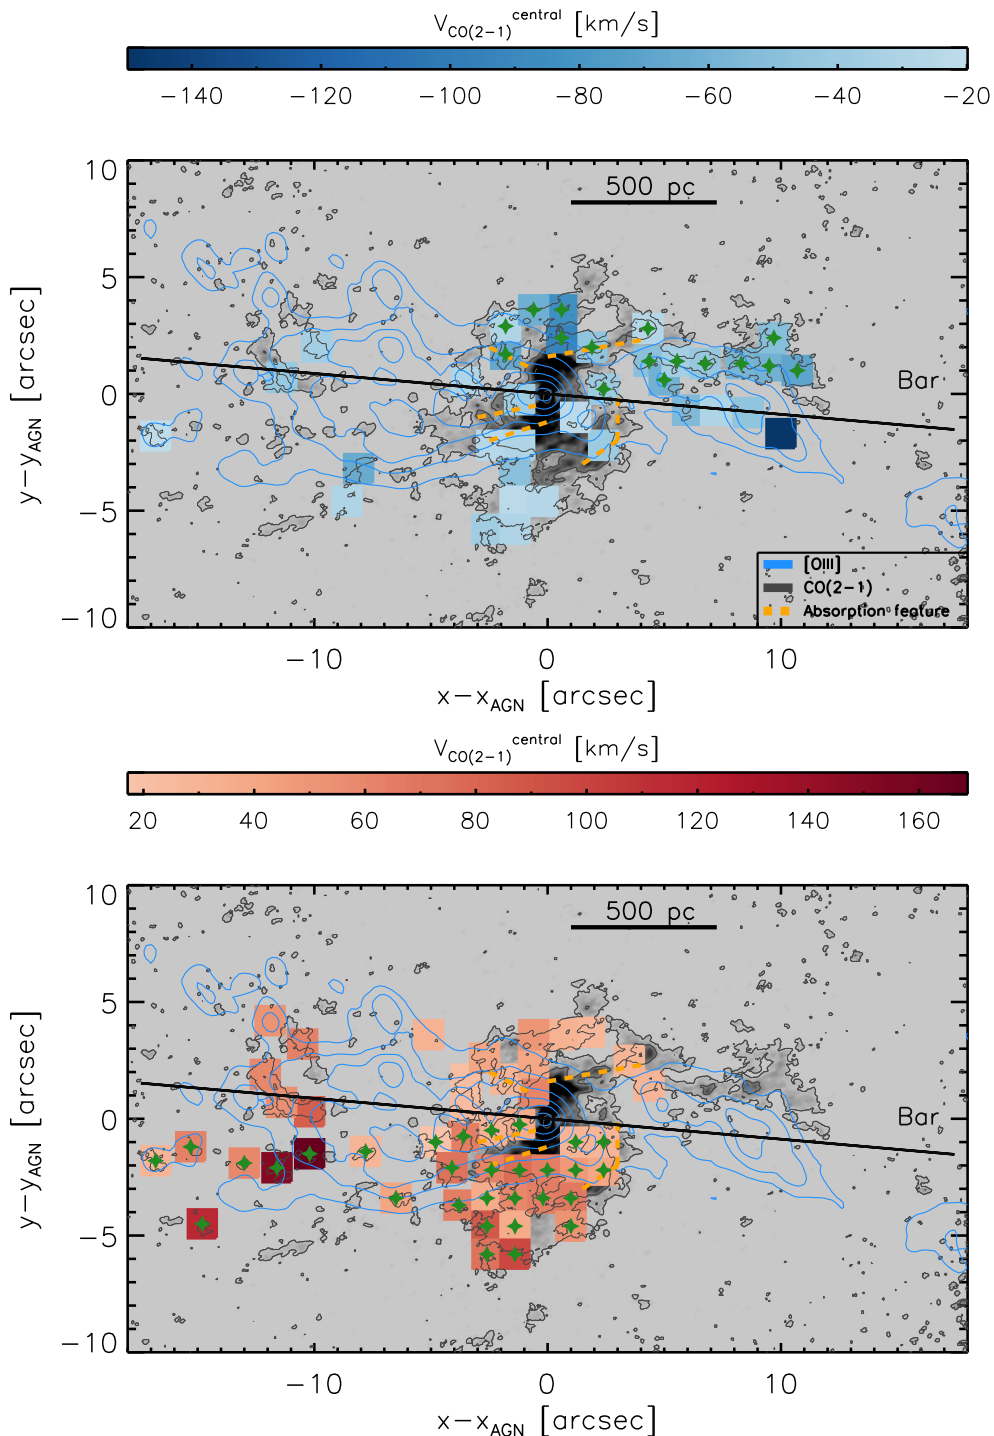 V_CO(2−1)^central [km/s]
−140 −120 −100 −80 −60 −40 −20
10
500 pc
5
0
Bar
−5
[OIII]
CO(2−1)
Absorption feature
−10
y−y_AGN [arcsec]
−10 0 10
x−x_AGN [arcsec]
V_CO(2−1)^central [km/s]
20 40 60 80 100 120 140 160
10
500 pc
5
0
Bar
−5
−10
y−y_AGN [arcsec]
−10 0 10
x−x_AGN [arcsec]